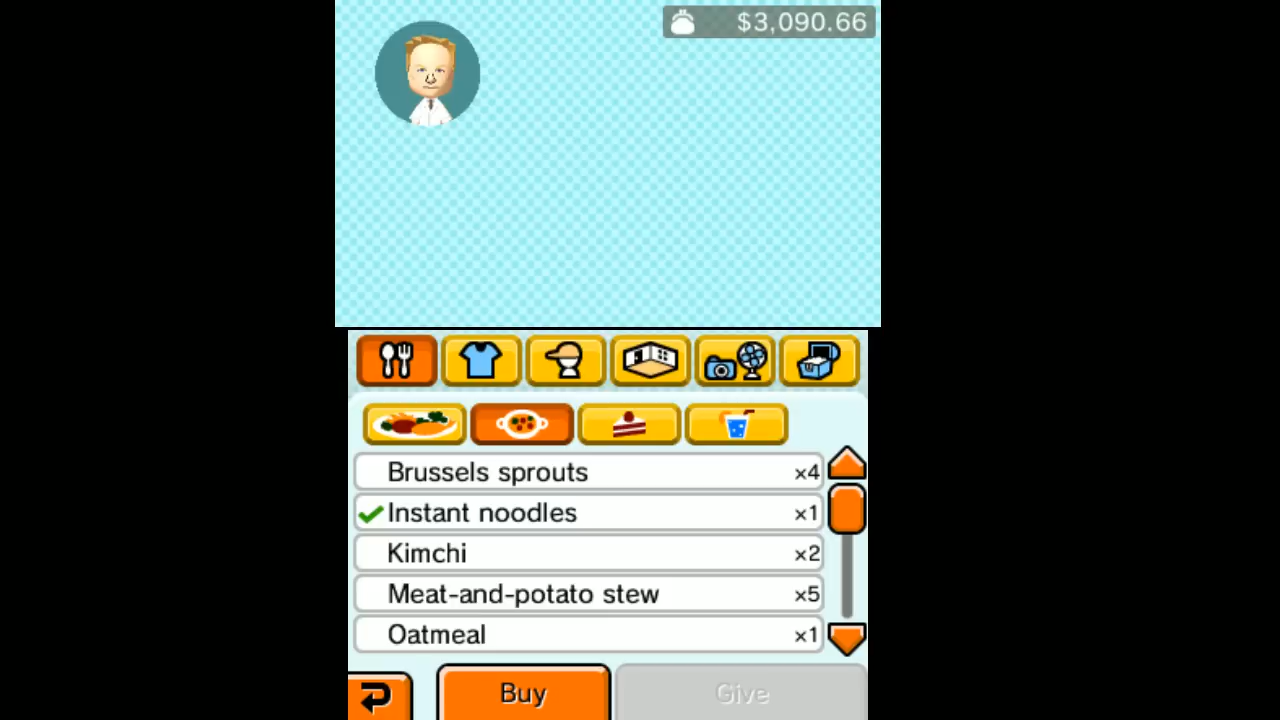 $3,090.66
Brussels sprouts ×4
Instant noodles ×1
Kimchi ×2
Meat-and-potato stew ×5
Oatmeal ×1
Buy Give